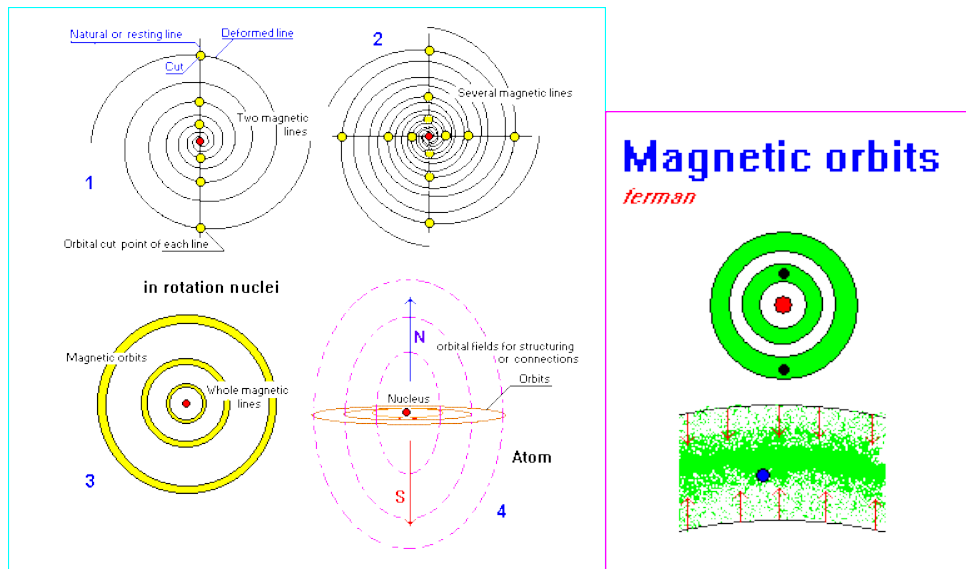 Natural or resting line
Deformed line
Cut
Two magnetic
lines
1
Orbital cut point of each line
2
Several magnetic lines
in rotation nuclei
Magnetic orbits
Whole magnetic
lines
3
N
orbital fields for structuring
or connections
Orbits
Nucleus
Atom
S
4
Magnetic orbits
ferman